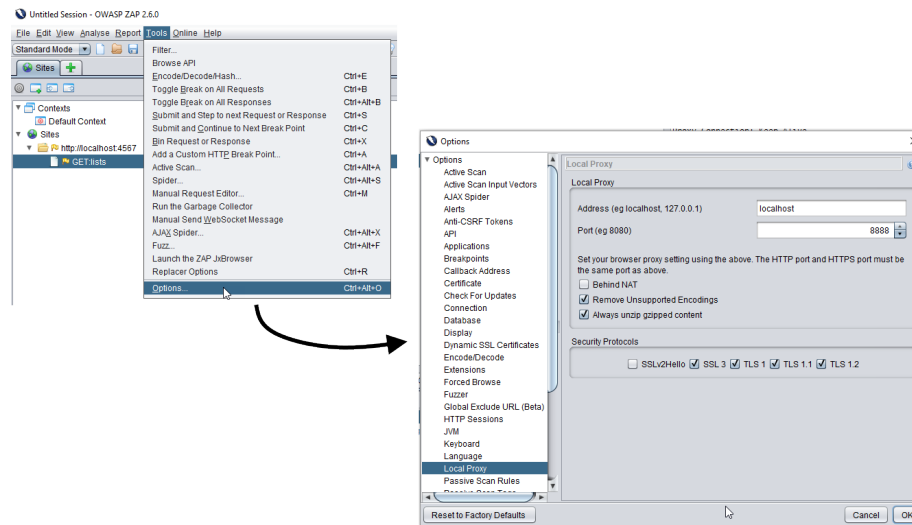 Untitled Session - OWASP ZAP 2.6.0
File Edit View Analyse Report Tools Online Help
Standard Mode
Sites
Contexts
Default Context
Sites
http://localhost:4567
GET:lists
Filter...
Browse API
Encode/Decode/Hash... Ctrl+E
Toggle Break on All Requests Ctrl+B
Toggle Break on All Responses Ctrl+Alt+B
Submit and Step to next Request or Response Ctrl+S
Submit and Continue to Next Break Point Ctrl+C
Bin Request or Response Ctrl+X
Add a Custom HTTP Break Point... Ctrl+A
Active Scan... Ctrl+Alt+A
Spider... Ctrl+Alt+S
Manual Request Editor... Ctrl+M
Run the Garbage Collector
Manual Send WebSocket Message
AJAX Spider... Ctrl+Alt+X
Fuzz... Ctrl+Alt+F
Launch the ZAP JxBrowser
Replacer Options Ctrl+R
Options... Ctrl+Alt+O
Options
Options
Active Scan
Active Scan Input Vectors
AJAX Spider
Alerts
Anti-CSRF Tokens
API
Applications
Breakpoints
Callback Address
Certificate
Check For Updates
Connection
Database
Display
Dynamic SSL Certificates
Encode/Decode
Extensions
Forced Browse
Fuzzer
Global Exclude URL (Beta)
HTTP Sessions
JVM
Keyboard
Language
Local Proxy
Passive Scan Rules
Local Proxy
Local Proxy
Address (eg localhost, 127.0.0.1) localhost
Port (eg 8080) 8888
Set your browser proxy setting using the above. The HTTP port and HTTPS port must be
the same port as above.
Behind NAT
Remove Unsupported Encodings
Always unzip gzipped content
Security Protocols
SSLv2Hello SSL 3 TLS 1 TLS 1.1 TLS 1.2
Reset to Factory Defaults Cancel OK